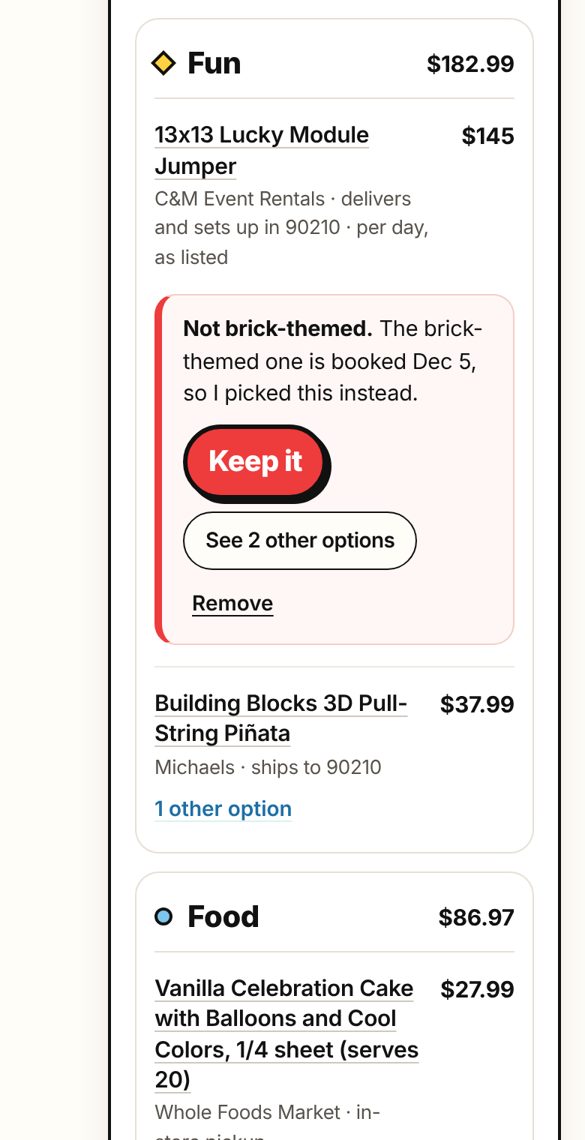 Fun
$182.99
13x13 Lucky Module
Jumper
$145
C&M Event Rentals · delivers
and sets up in 90210 · per day,
as listed
Not brick-themed. The brick-
themed one is booked Dec 5,
so I picked this instead.
Keep it
See 2 other options
Remove
Building Blocks 3D Pull-
String Piñata
$37.99
Michaels · ships to 90210
1 other option
Food
$86.97
Vanilla Celebration Cake
with Balloons and Cool
Colors, 1/4 sheet (serves
20)
$27.99
Whole Foods Market · in-
store pickup